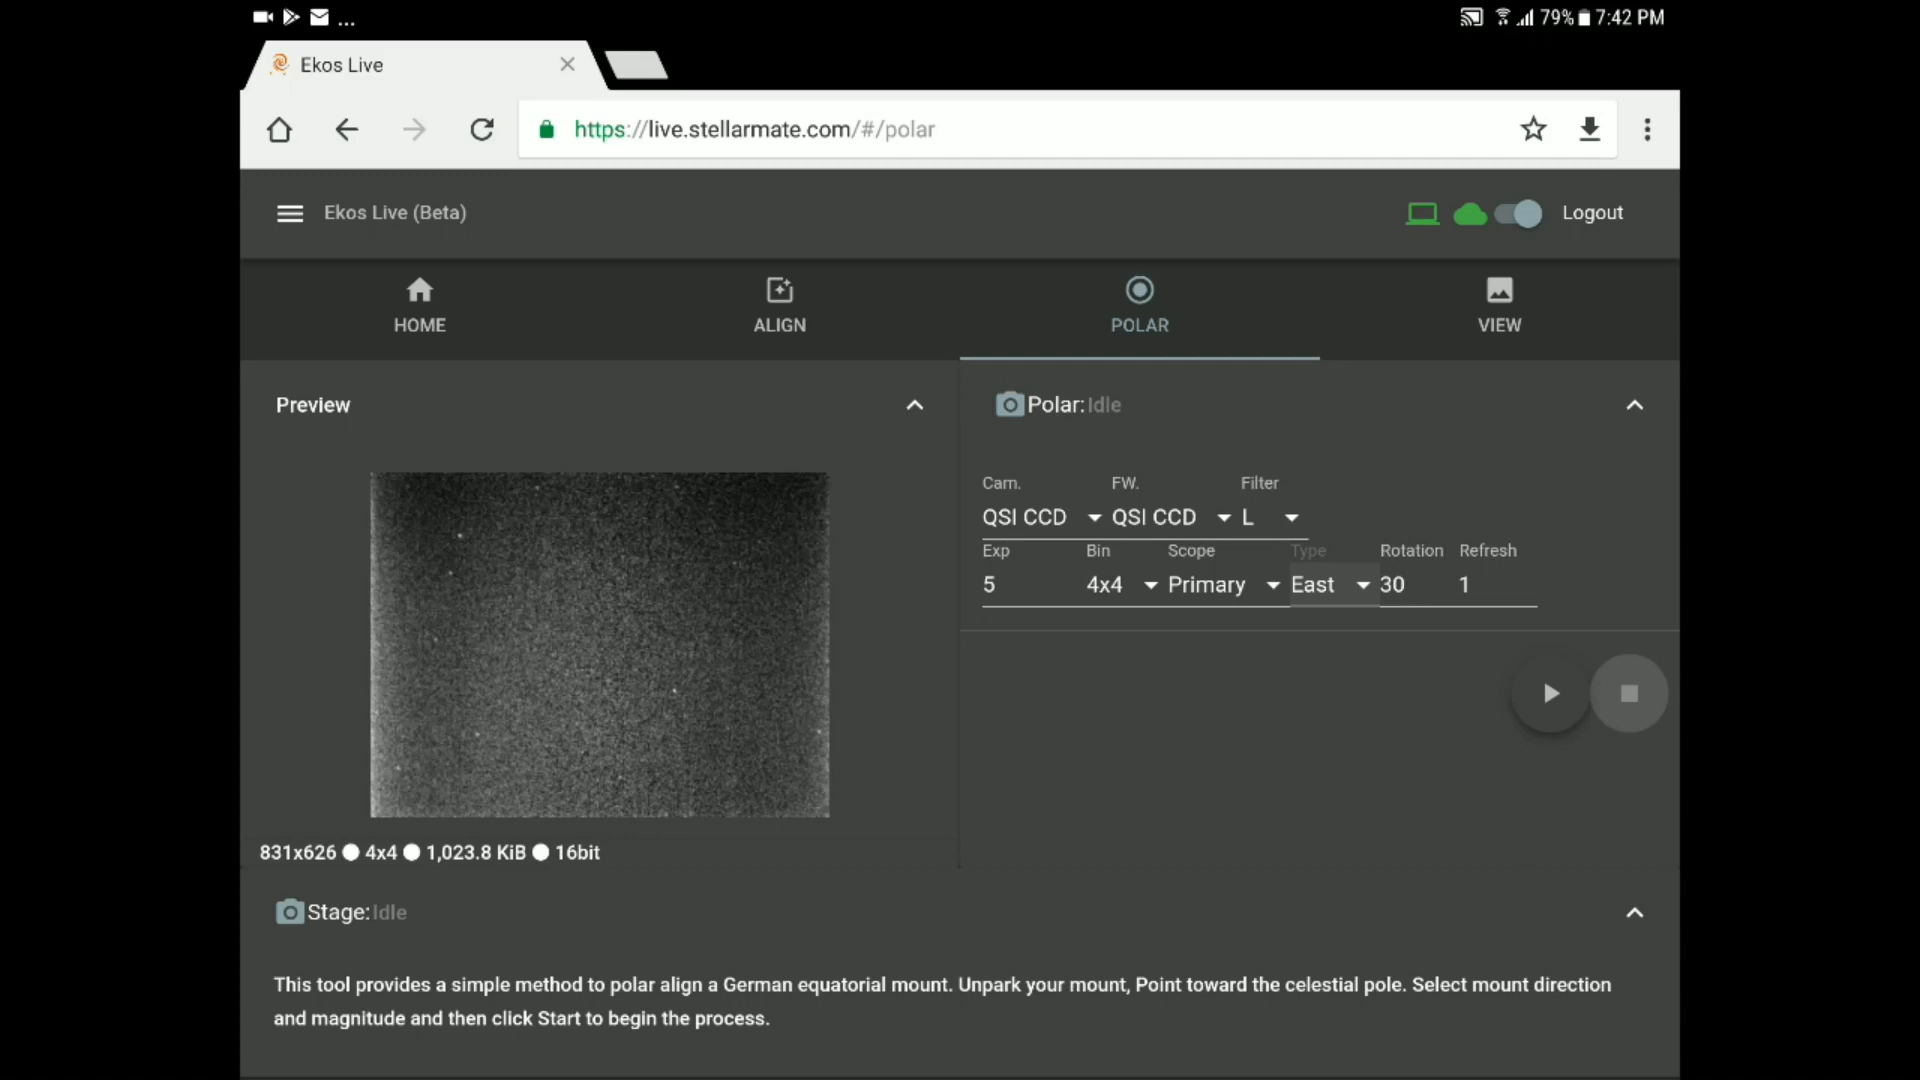 ... 79% 7:42 PM
Ekos Live
https://live.stellarmate.com/#/polar
Ekos Live (Beta) Logout
HOME ALIGN POLAR VIEW
Preview
Polar: Idle
Cam. FW. Filter
QSI CCD QSI CCD L
Exp Bin Scope Type Rotation Refresh
5 4x4 Primary East 30 1
831x626 4x4 1,023.8 KiB 16bit
Stage: Idle
This tool provides a simple method to polar align a German equatorial mount. Unpark your mount, Point toward the celestial pole. Select mount direction
and magnitude and then click Start to begin the process.